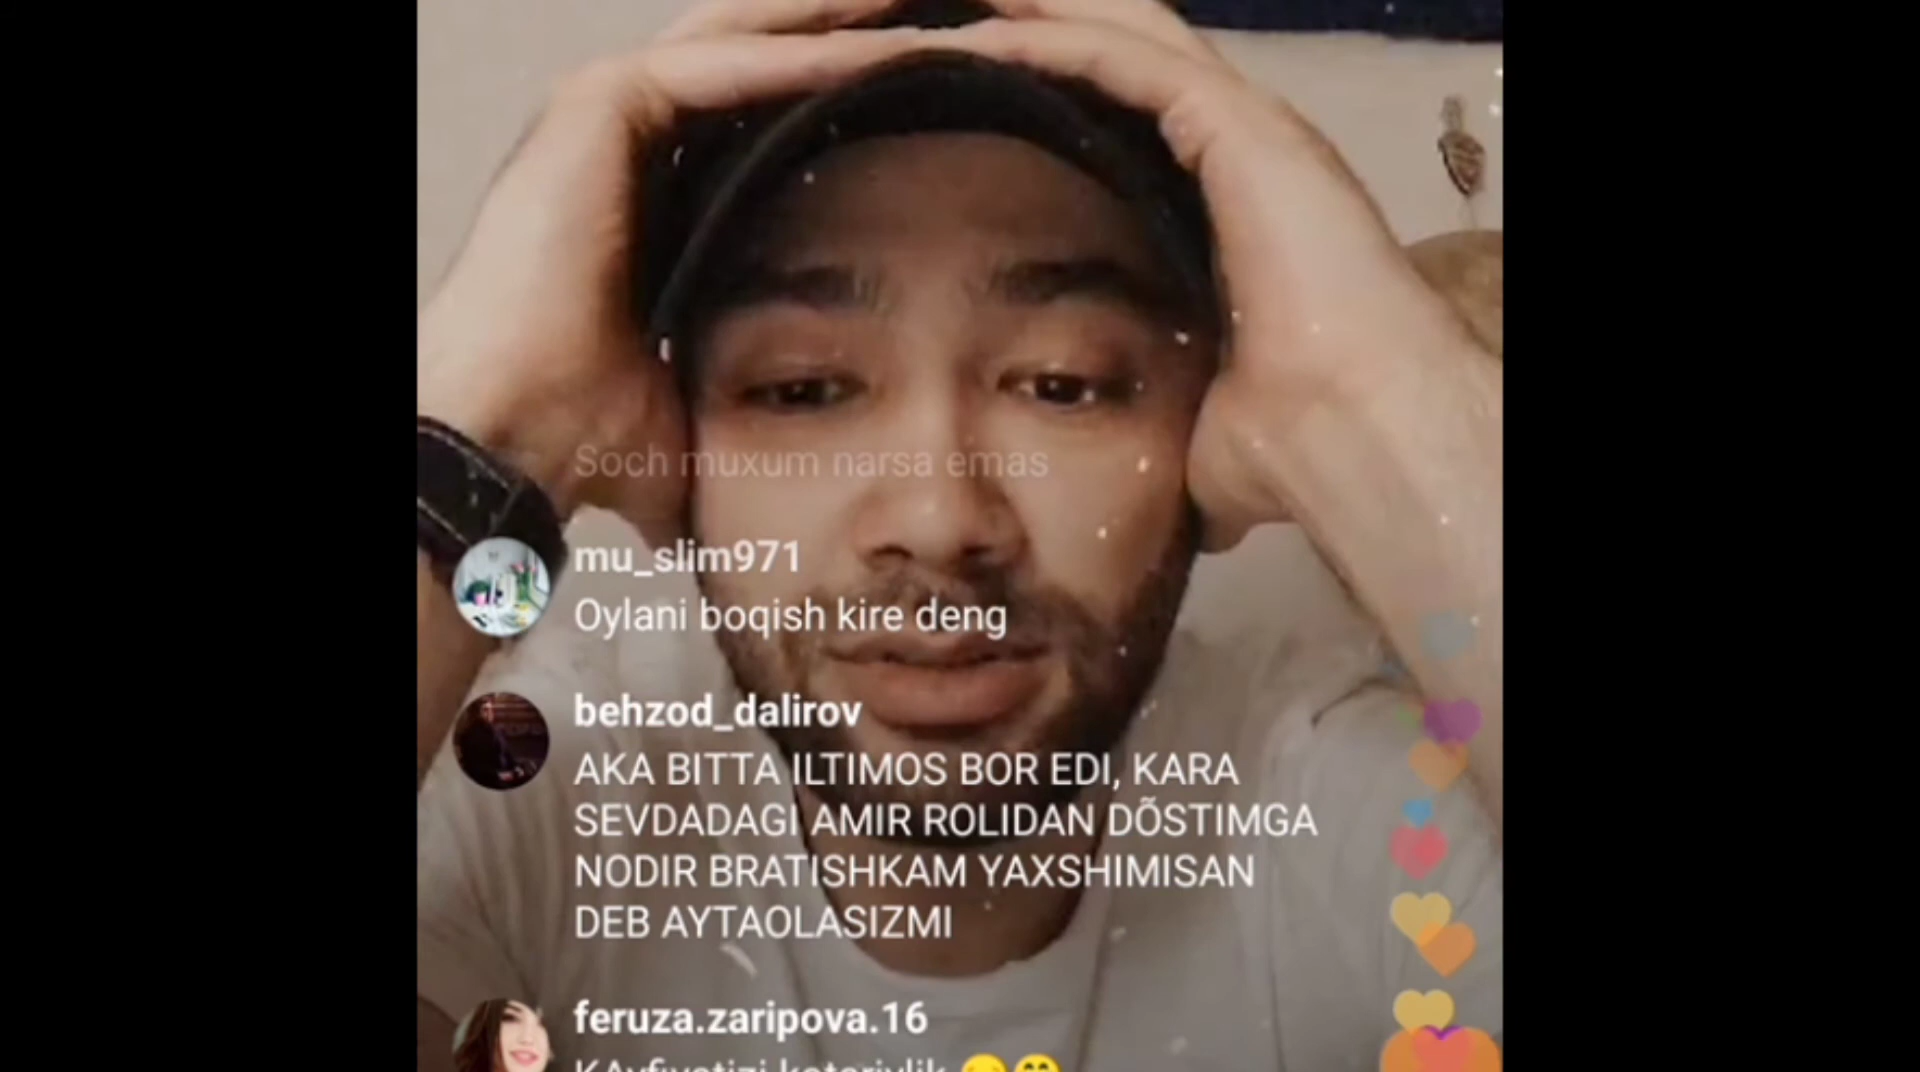 Soch muxum narsa emas
mu_slim971
Oylani boqish kire deng
behzod_dalirov
AKA BITTA ILTIMOS BOR EDI, KARA
SEVDADAGI AMIR ROLIDAN DÕSTIMGA
NODIR BRATISHKAM YAXSHIMISAN
DEB AYTAOLASIZMI
feruza.zaripova.16